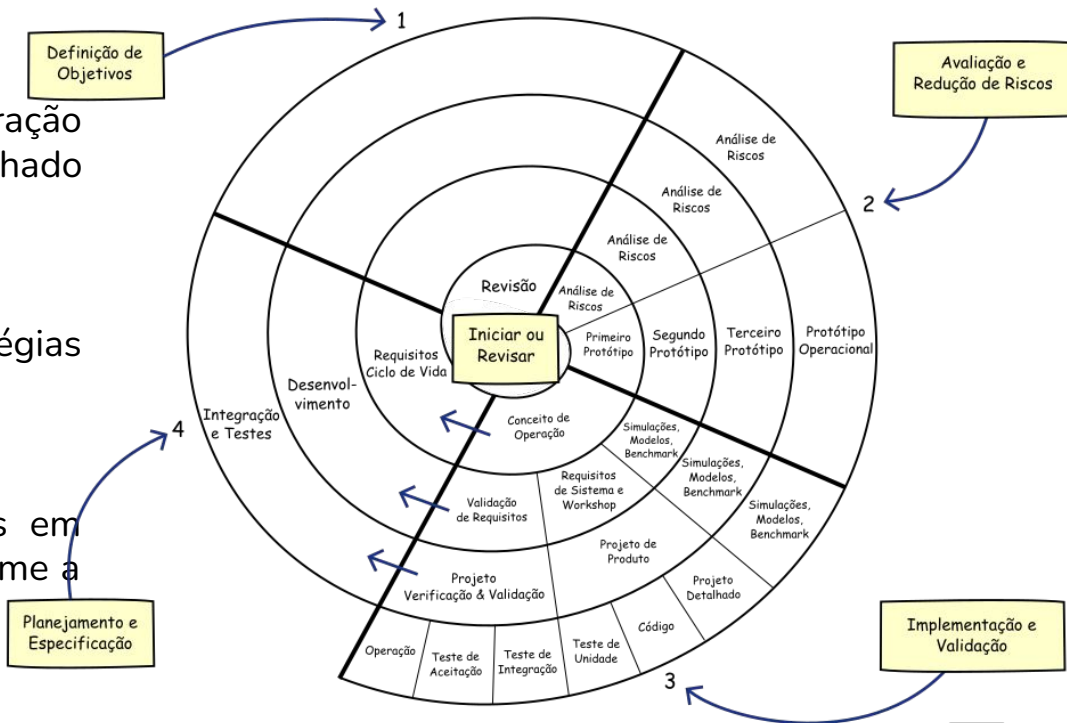 1
Definição de
Objetivos
Avaliação e
Redução de Riscos
2
Análise de
Riscos
Análise de
Riscos
Análise de
Riscos
Análise de
Riscos
Revisão
Iniciar ou
Revisar
Primeiro
Protótipo
Segundo
Protótipo
Terceiro
Protótipo
Protótipo
Operacional
Requisitos
Ciclo de Vida
Desenvol-
vimento
Integração
e Testes
4
Conceito de
Operação
Simulações,
Modelos,
Benchmark
Simulações,
Modelos,
Benchmark
Simulações,
Modelos,
Benchmark
Validação
de Requisitos
Requisitos
de Sistema e
Workshop
Projeto
Verificação & Validação
Projeto de
Produto
Projeto
Detalhado
Operação
Teste de
Aceitação
Teste de
Integração
Teste de
Unidade
Código
3
Planejamento e
Especificação
Implementação e
Validação
ração
hado
égias
s em
me a